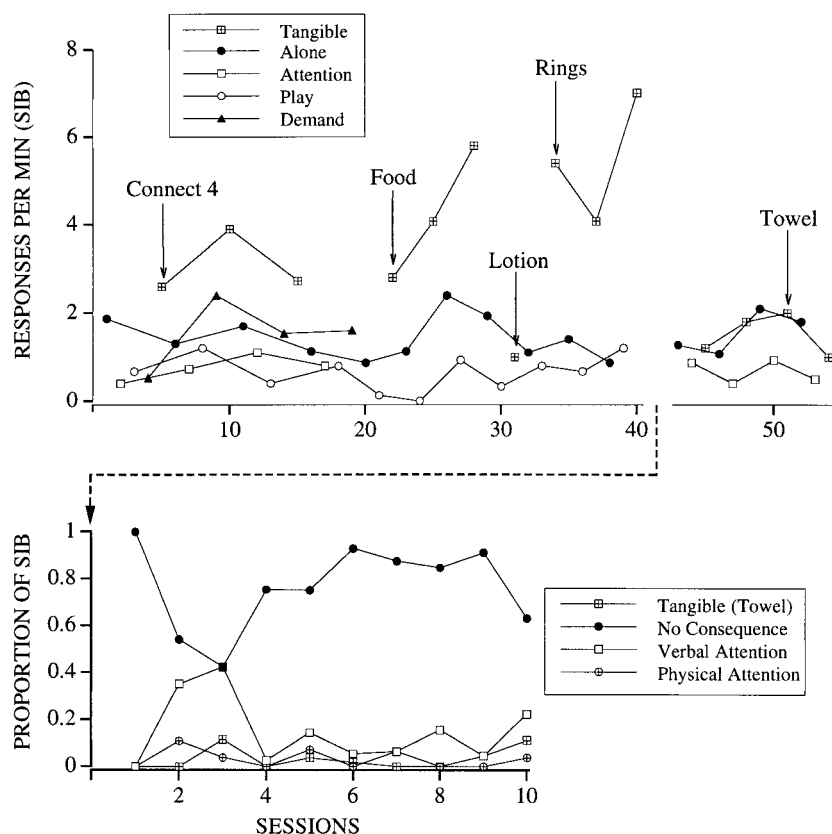 Tangible
Alone
Attention
Play
Demand
RESPONSES PER MIN (SIB)
8
6
4
2
0
Connect 4
Food
Rings
Lotion
Towel
10
20
30
40
50
PROPORTION OF SIB
1
0.8
0.6
0.4
0.2
0
Tangible (Towel)
No Consequence
Verbal Attention
Physical Attention
2
4
6
8
10
SESSIONS